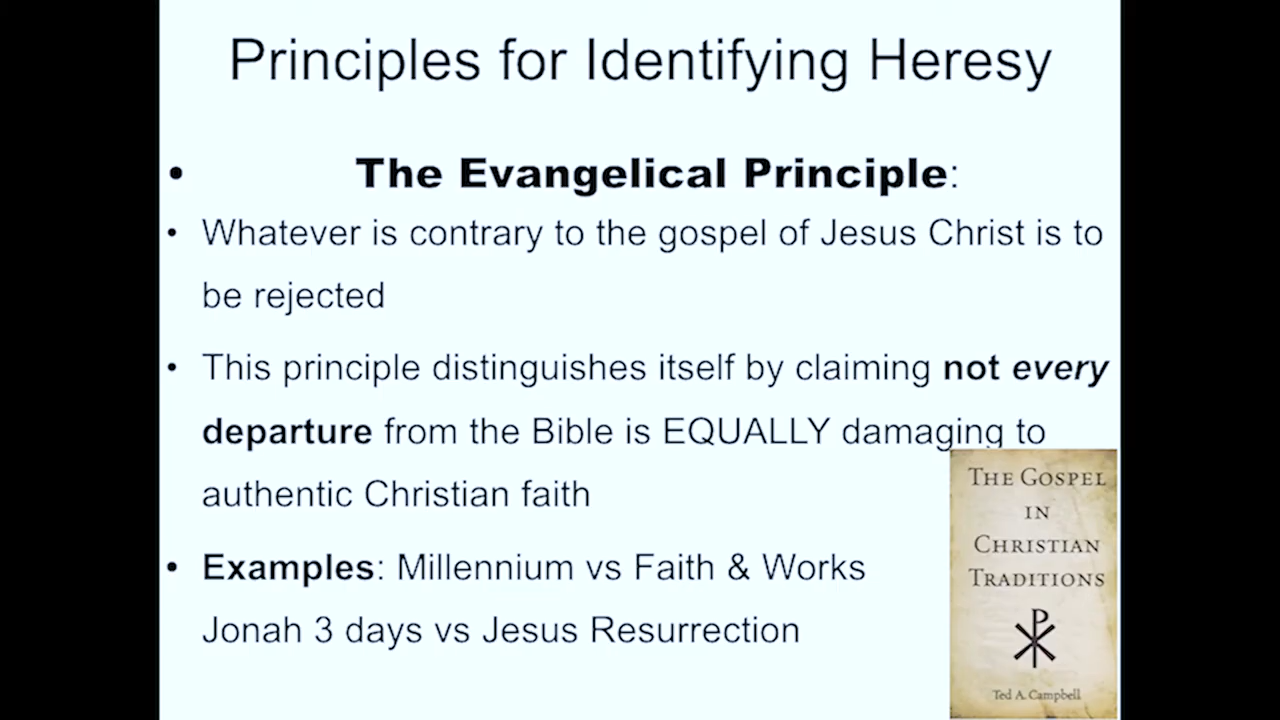 Principles for Identifying Heresy
• The Evangelical Principle:
• Whatever is contrary to the gospel of Jesus Christ is to
be rejected
• This principle distinguishes itself by claiming not every
departure from the Bible is EQUALLY damaging to
authentic Christian faith
• Examples: Millennium vs Faith & Works
Jonah 3 days vs Jesus Resurrection
THE GOSPEL
IN
CHRISTIAN
TRADITIONS
Ted A. Campbell